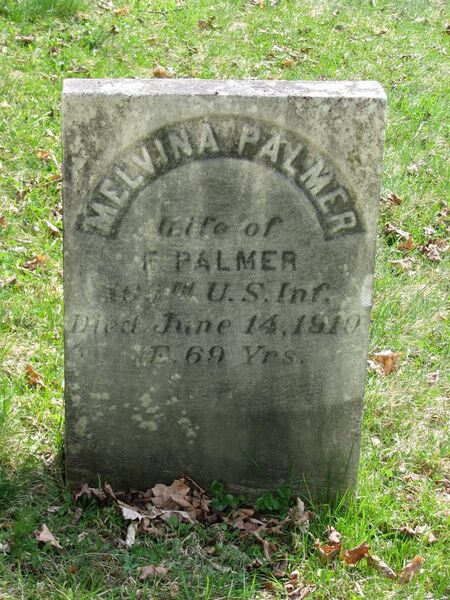 MELVINA PALMER
Wife of
F PALMER
U.S. Inf.
Died June 14, 1910
Æ. 69 Yrs.